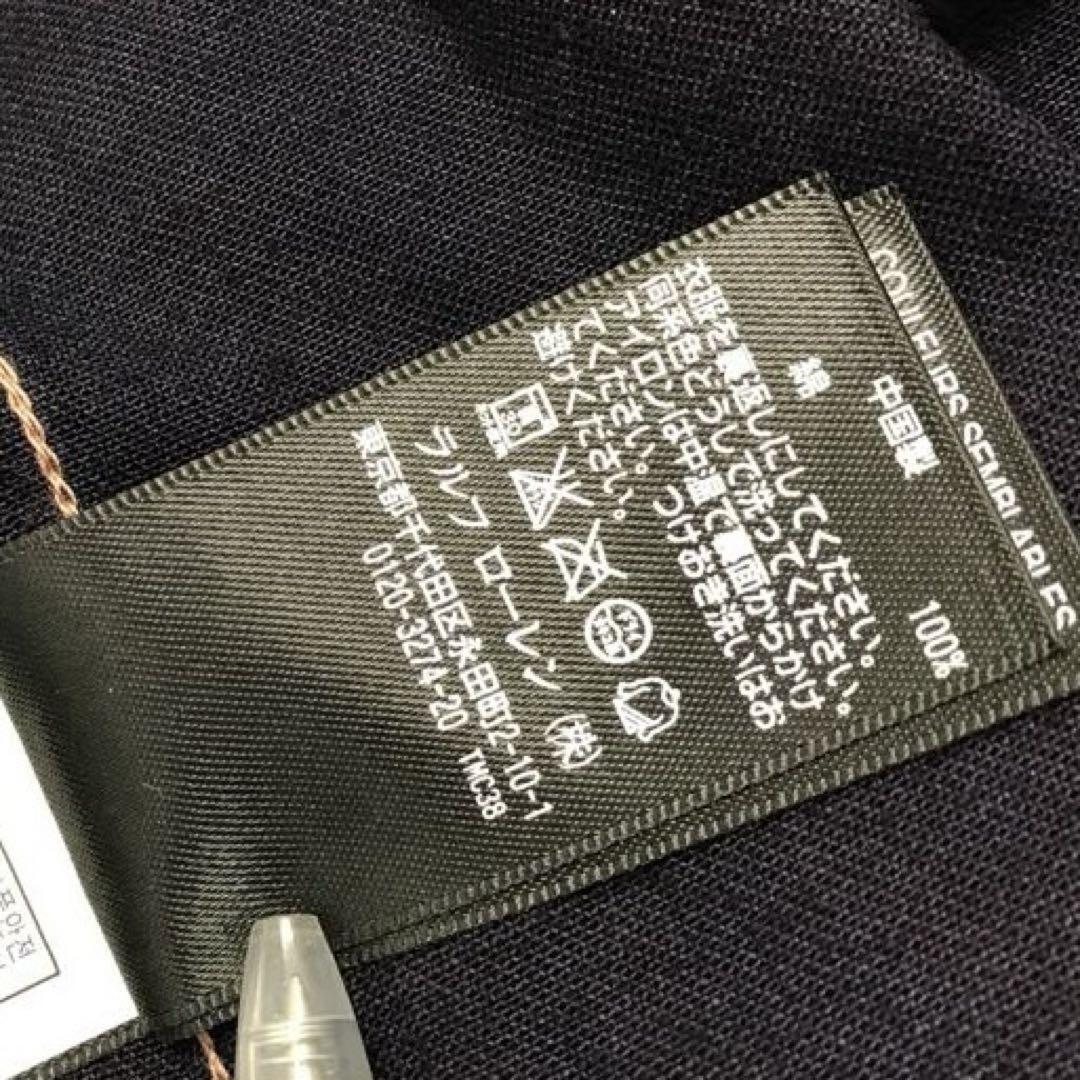 COULEURS SEMBLABLES
中国製
綿 100%
衣服を裏返しにしてください。
同系色どうしで洗ってください。
アイロンは中温で裏面からかけ
てください。 つけおき洗いはお
避けください。
ラルフ ローレン (株)
東京都千代田区永田町2-10-1
0120-3274-20 TMC38